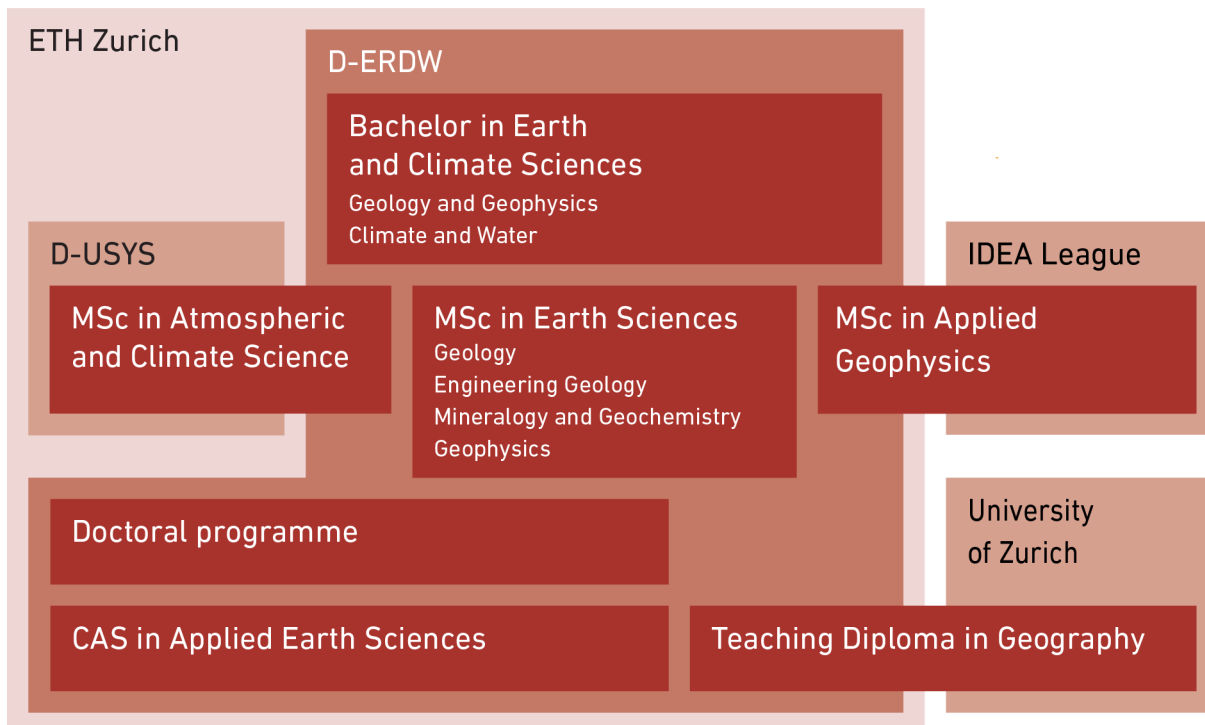 ETH Zurich
D-ERDW
Bachelor in Earth
and Climate Sciences
Geology and Geophysics
Climate and Water
D-USYS
MSc in Atmospheric
and Climate Science
MSc in Earth Sciences
Geology
Engineering Geology
Mineralogy and Geochemistry
Geophysics
IDEA League
MSc in Applied
Geophysics
Doctoral programme
CAS in Applied Earth Sciences
University
of Zurich
Teaching Diploma in Geography